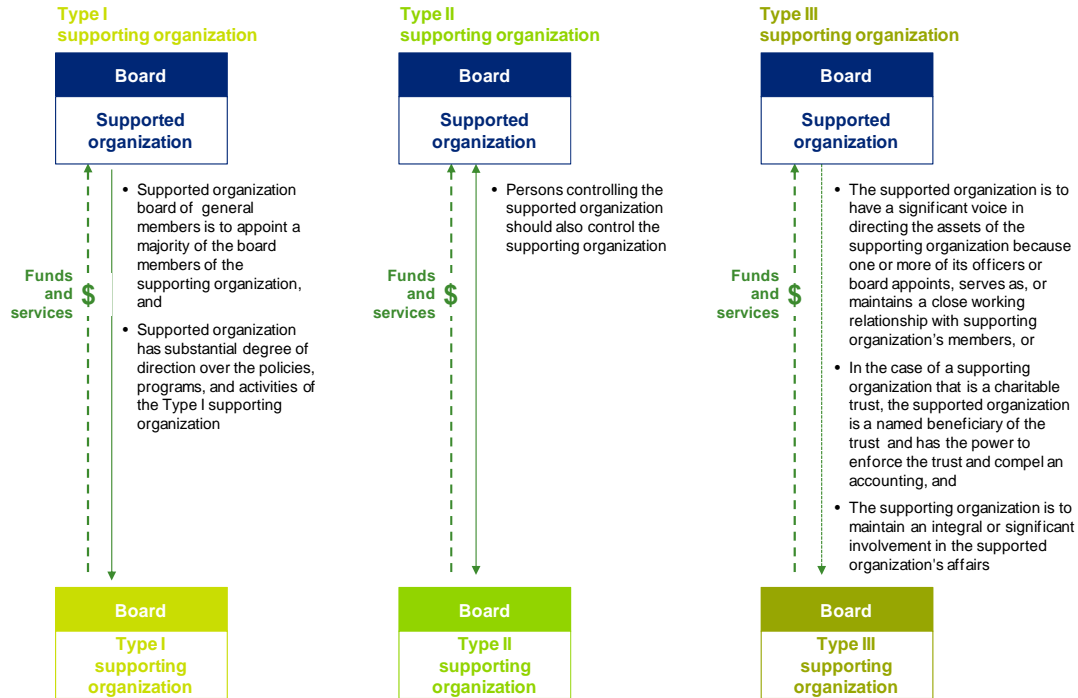 Type I
supporting organization
Board
Supported
organization
Funds
and
services
$
• Supported organization
board of general
members is to appoint a
majority of the board
members of the
supporting organization,
and
• Supported organization
has substantial degree of
direction over the policies,
programs, and activities of
the Type I supporting
organization
Board
Type I
supporting
organization
Type II
supporting organization
Board
Supported
organization
Funds
and
services
$
• Persons controlling the
supported organization
should also control the
supporting organization
Board
Type II
supporting
organization
Type III
supporting organization
Board
Supported
organization
Funds
and
services
$
• The supported organization is to
have a significant voice in
directing the assets of the
supporting organization because
one or more of its officers or
board appoints, serves as, or
maintains a close working
relationship with supporting
organization's members, or
• In the case of a supporting
organization that is a charitable
trust, the supported organization
is a named beneficiary of the
trust and has the power to
enforce the trust and compel an
accounting, and
• The supporting organization is to
maintain an integral or significant
involvement in the supported
organization's affairs
Board
Type III
supporting
organization